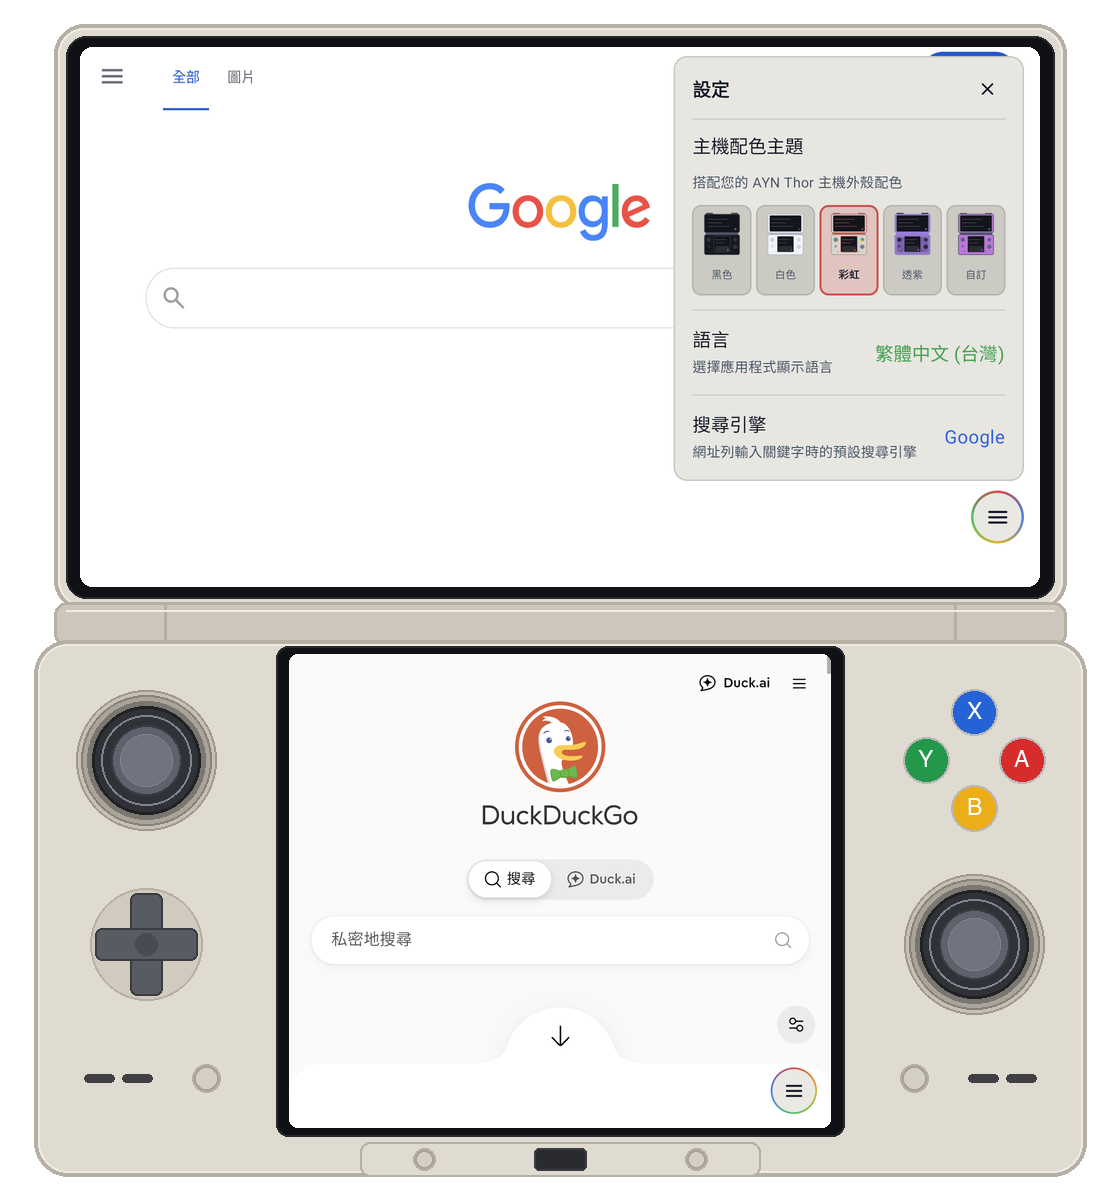 全部 圖片
Google
設定
主機配色主題
搭配您的 AYN Thor 主機外殼配色
黑色 白色 彩虹 透紫 自訂
語言
選擇應用程式顯示語言
繁體中文 (台灣)
搜尋引擎
網址列輸入關鍵字時的預設搜尋引擎
Google
Duck.ai
DuckDuckGo
搜尋 Duck.ai
私密地搜尋
X
Y
A
B